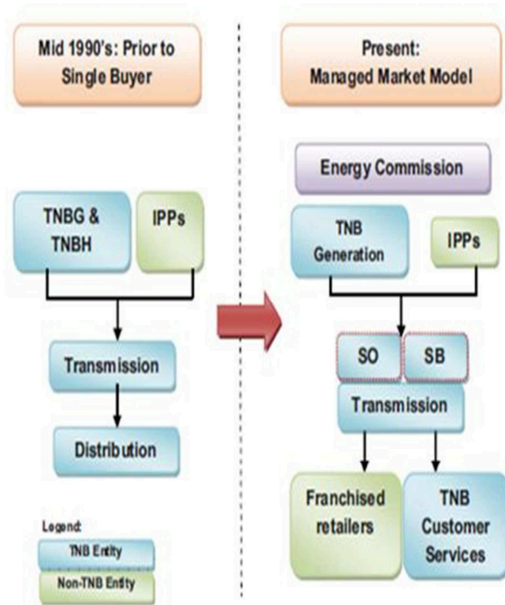 Mid 1990's: Prior to
Single Buyer
TNBG &
TNBH
IPPs
Transmission
Distribution
Legend:
TNB Entity
Non-TNB Entity
Present:
Managed Market Model
Energy Commission
TNB
Generation
IPPs
SO
SB
Transmission
Franchised
retailers
TNB
Customer
Services